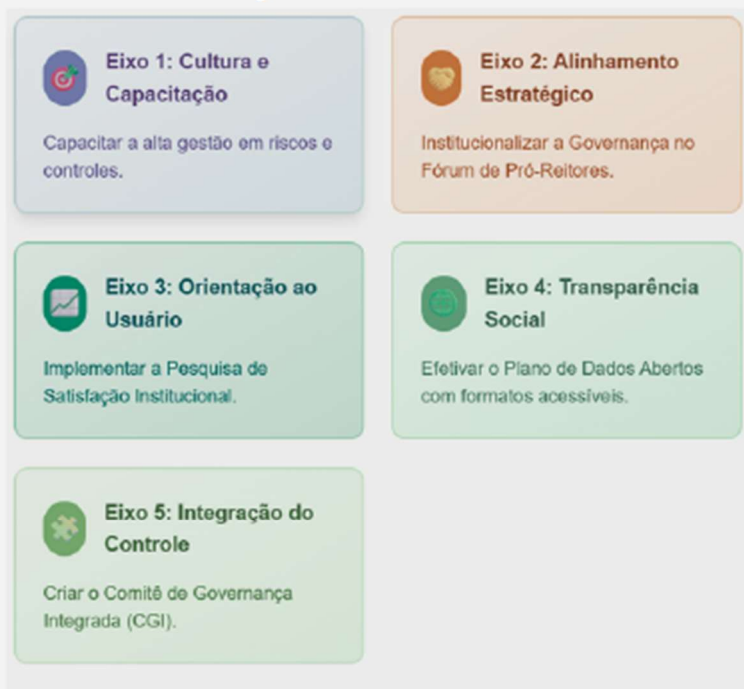 Eixo 1: Cultura e
Capacitação
Capacitar a alta gestão em riscos e
controles.
Eixo 2: Alinhamento
Estratégico
Institucionalizar a Governança no
Fórum de Pró-Reitores.
Eixo 3: Orientação ao
Usuário
Implementar a Pesquisa de
Satisfação Institucional.
Eixo 4: Transparência
Social
Efetivar o Plano de Dados Abertos
com formatos acessíveis.
Eixo 5: Integração do
Controle
Criar o Comitê de Governança
Integrada (CGI).